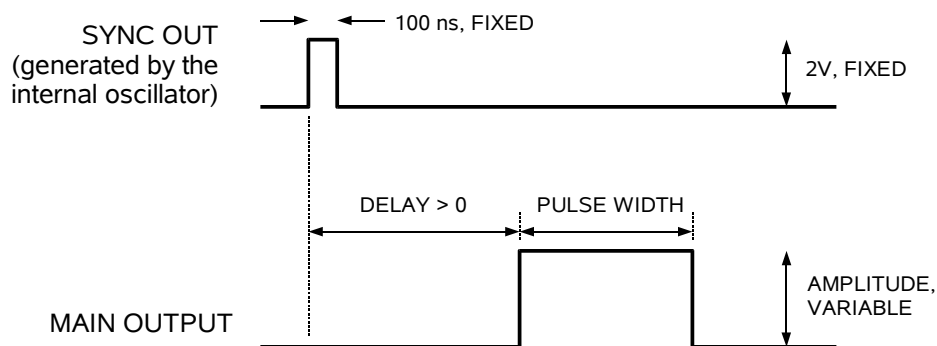 100 ns, FIXED
SYNC OUT
(generated by the
internal oscillator)
2V, FIXED
DELAY > 0
PULSE WIDTH
AMPLITUDE,
VARIABLE
MAIN OUTPUT